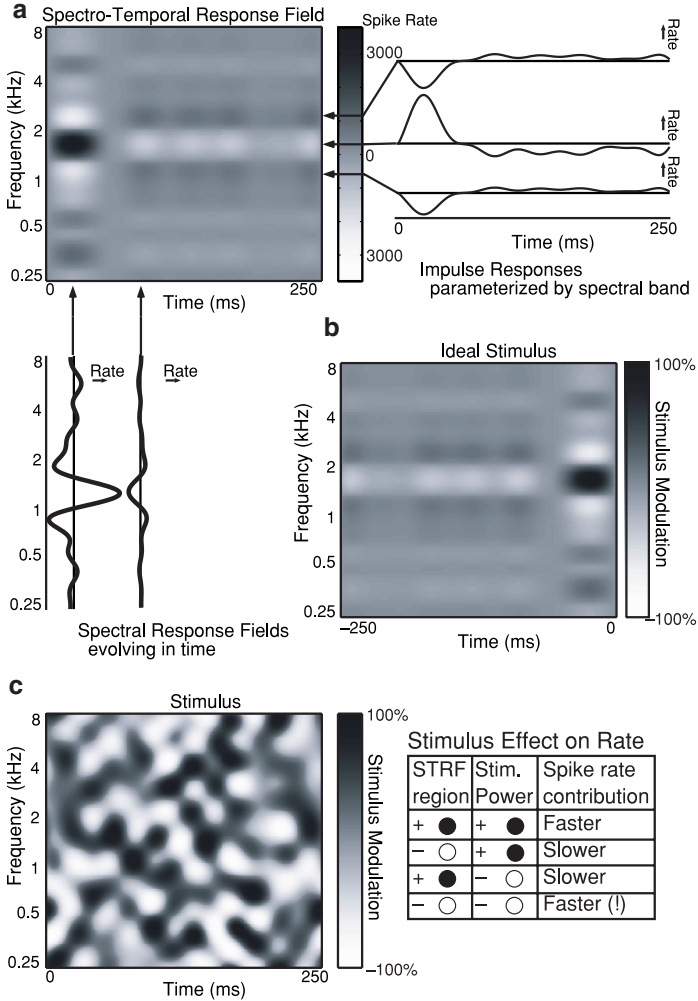 a
Spectro-Temporal Response Field
Spike Rate
8
4
2
1
0.5
0.25
Frequency (kHz)
0
250
Time (ms)
3000
0
3000
Rate
Rate
Rate
0
250
Time (ms)
Impulse Responses
parameterized by spectral band
8
4
2
1
0.5
0.25
Frequency (kHz)
Rate
Rate
Spectral Response Fields
evolving in time
b
Ideal Stimulus
8
4
2
1
0.5
0.25
Frequency (kHz)
−250
0
Time (ms)
100%
Stimulus Modulation
−100%
c
Stimulus
8
4
2
1
0.5
0.25
Frequency (kHz)
0
250
Time (ms)
100%
Stimulus Modulation
−100%
Stimulus Effect on Rate
STRF region Stim. Power Spike rate contribution
+ + Faster
− + Slower
+ − Slower
− − Faster (!)